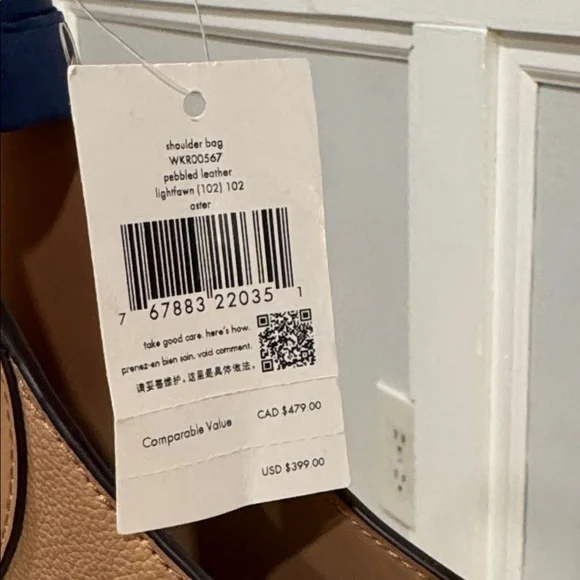 shoulder bag
WKR00567
pebbled leather
lightfawn (102) 102
aster
7 67883 22035 1
take good care. here's how.
prenez-en bien soin. void comment.
请妥善维护。这里是具体做法。
Comparable Value CAD $479.00
USD $399.00